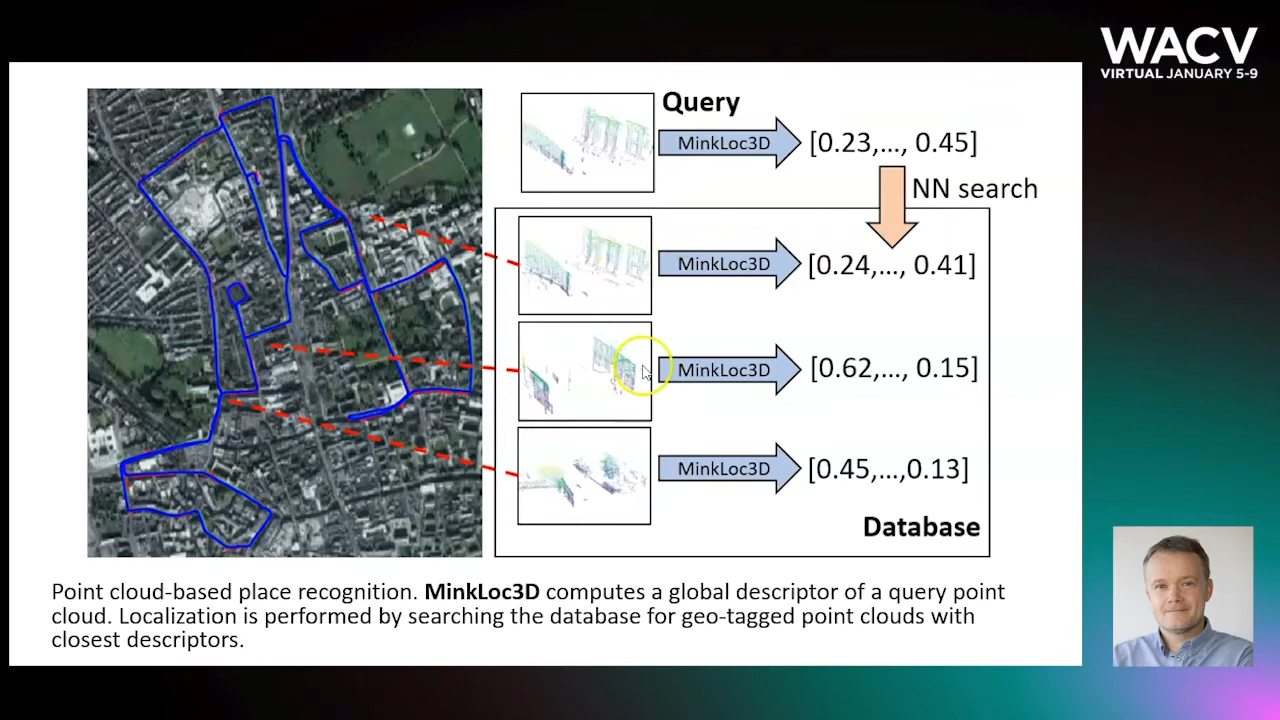 WACV
VIRTUAL JANUARY 5-9
Query
MinkLoc3D
[0.23,..., 0.45]
NN search
MinkLoc3D
[0.24,..., 0.41]
MinkLoc3D
[0.62,..., 0.15]
MinkLoc3D
[0.45,...,0.13]
Database
Point cloud-based place recognition. MinkLoc3D computes a global descriptor of a query point
cloud. Localization is performed by searching the database for geo-tagged point clouds with
closest descriptors.